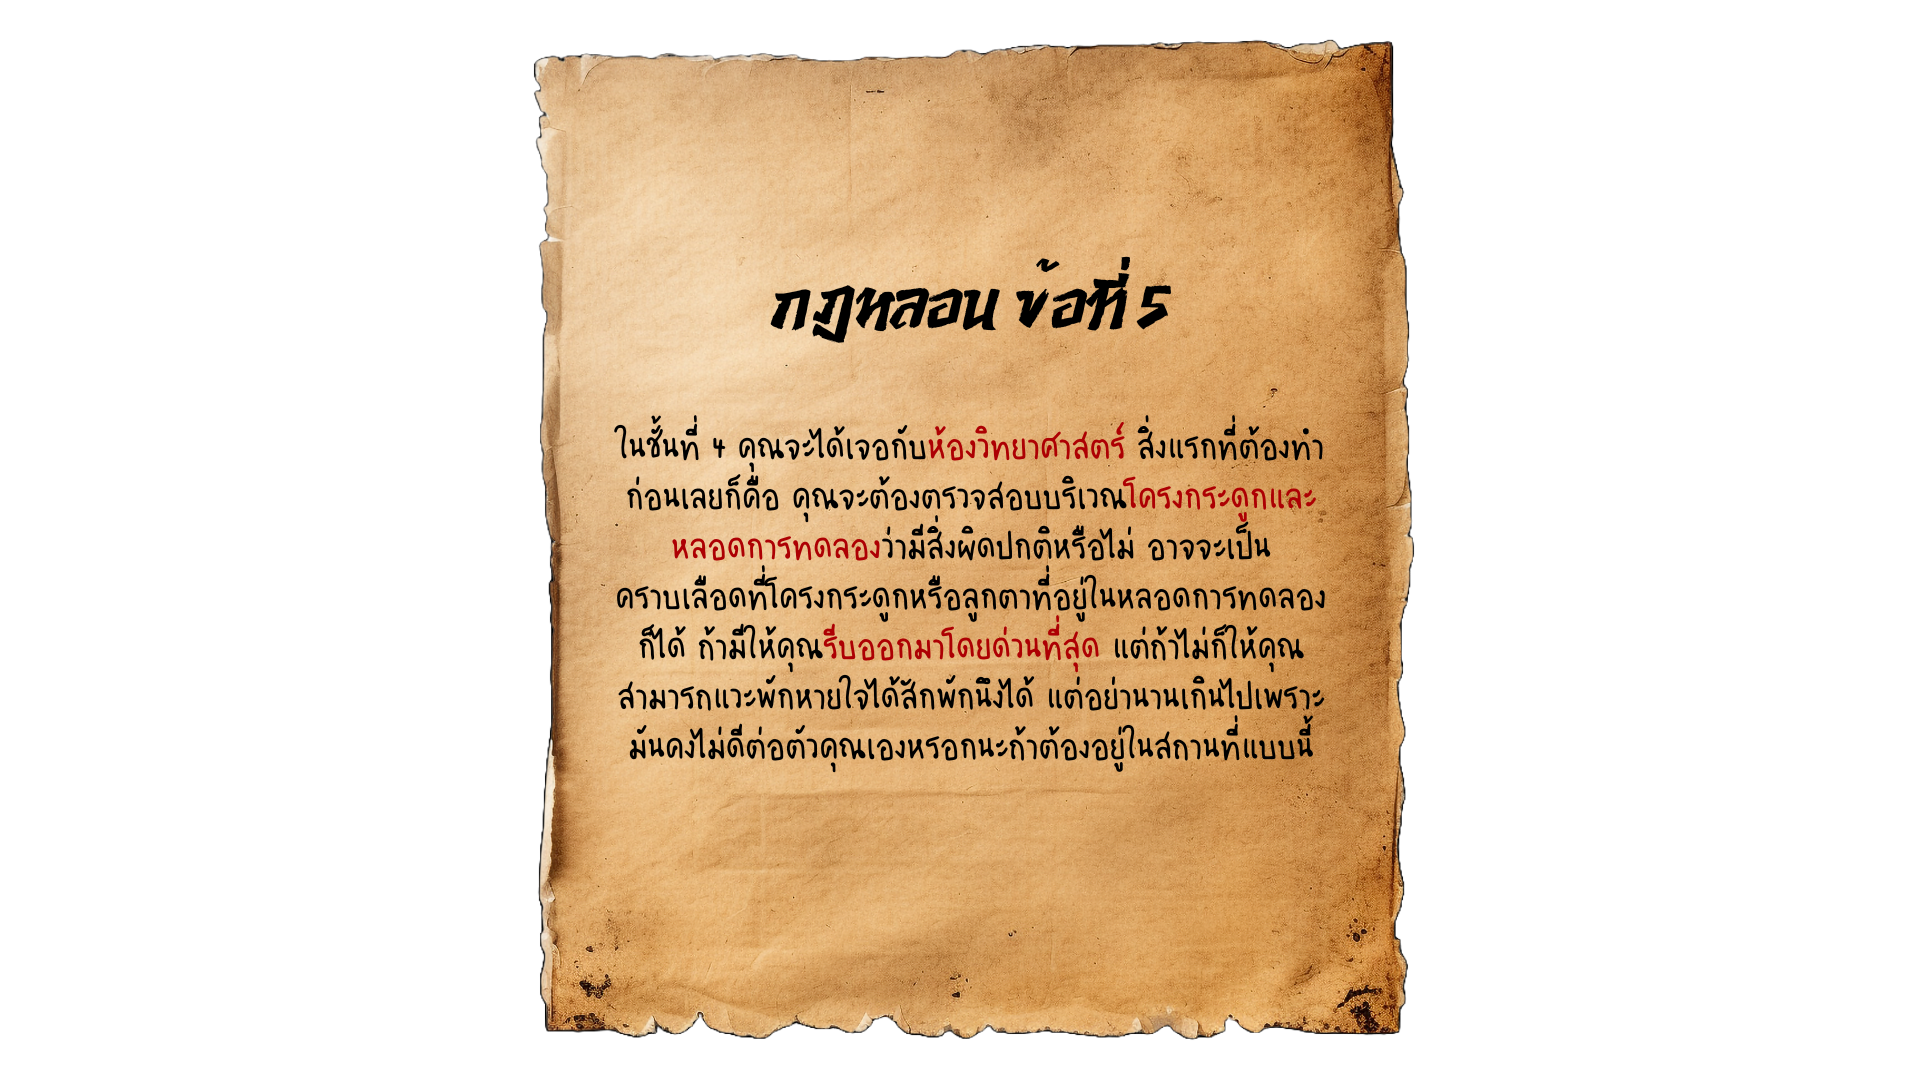 กฎหลอน ข้อที่ 5
ในชั้นที่ 4 คุณจะได้เจอกับห้องวิทยาศาสตร์ สิ่งแรกที่ต้องทำ
ก่อนเลยก็คือ คุณจะต้องตรวจสอบบริเวณโครงกระดูกและ
หลอดการทดลองว่ามีสิ่งผิดปกติหรือไม่ อาจจะเป็น
คราบเลือดที่โครงกระดูกหรือลูกตาที่อยู่ในหลอดการทดลอง
ก็ได้ ถ้ามีให้คุณรีบออกมาโดยด่วนที่สุด แต่ถ้าไม่ก็ให้คุณ
สามารถแวะพักหายใจได้สักพักนึงได้ แต่อย่านานเกินไปเพราะ
มันคงไม่ดีต่อตัวคุณเองหรอกนะถ้าต้องอยู่ในสถานที่แบบนี้